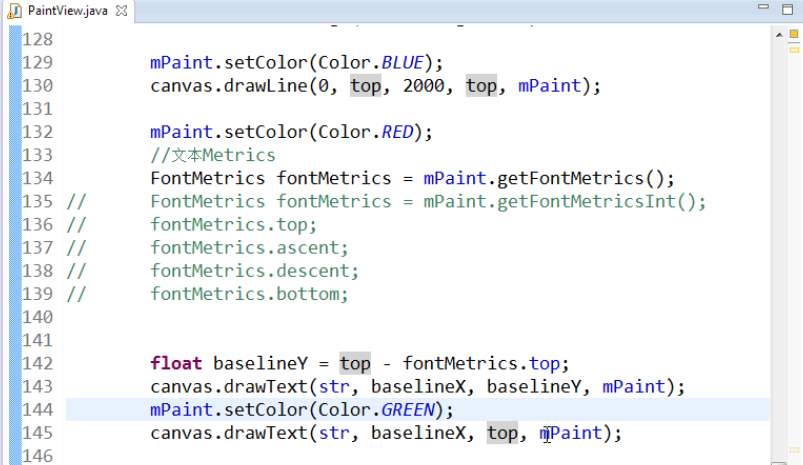 PaintView.java
128
129 mPaint.setColor(Color.BLUE);
130 canvas.drawLine(0, top, 2000, top, mPaint);
131
132 mPaint.setColor(Color.RED);
133 //文本Metrics
134 FontMetrics fontMetrics = mPaint.getFontMetrics();
135 // FontMetrics fontMetrics = mPaint.getFontMetricsInt();
136 // fontMetrics.top;
137 // fontMetrics.ascent;
138 // fontMetrics.descent;
139 // fontMetrics.bottom;
140
141
142 float baselineY = top - fontMetrics.top;
143 canvas.drawText(str, baselineX, baselineY, mPaint);
144 mPaint.setColor(Color.GREEN);
145 canvas.drawText(str, baselineX, top, mPaint);
146